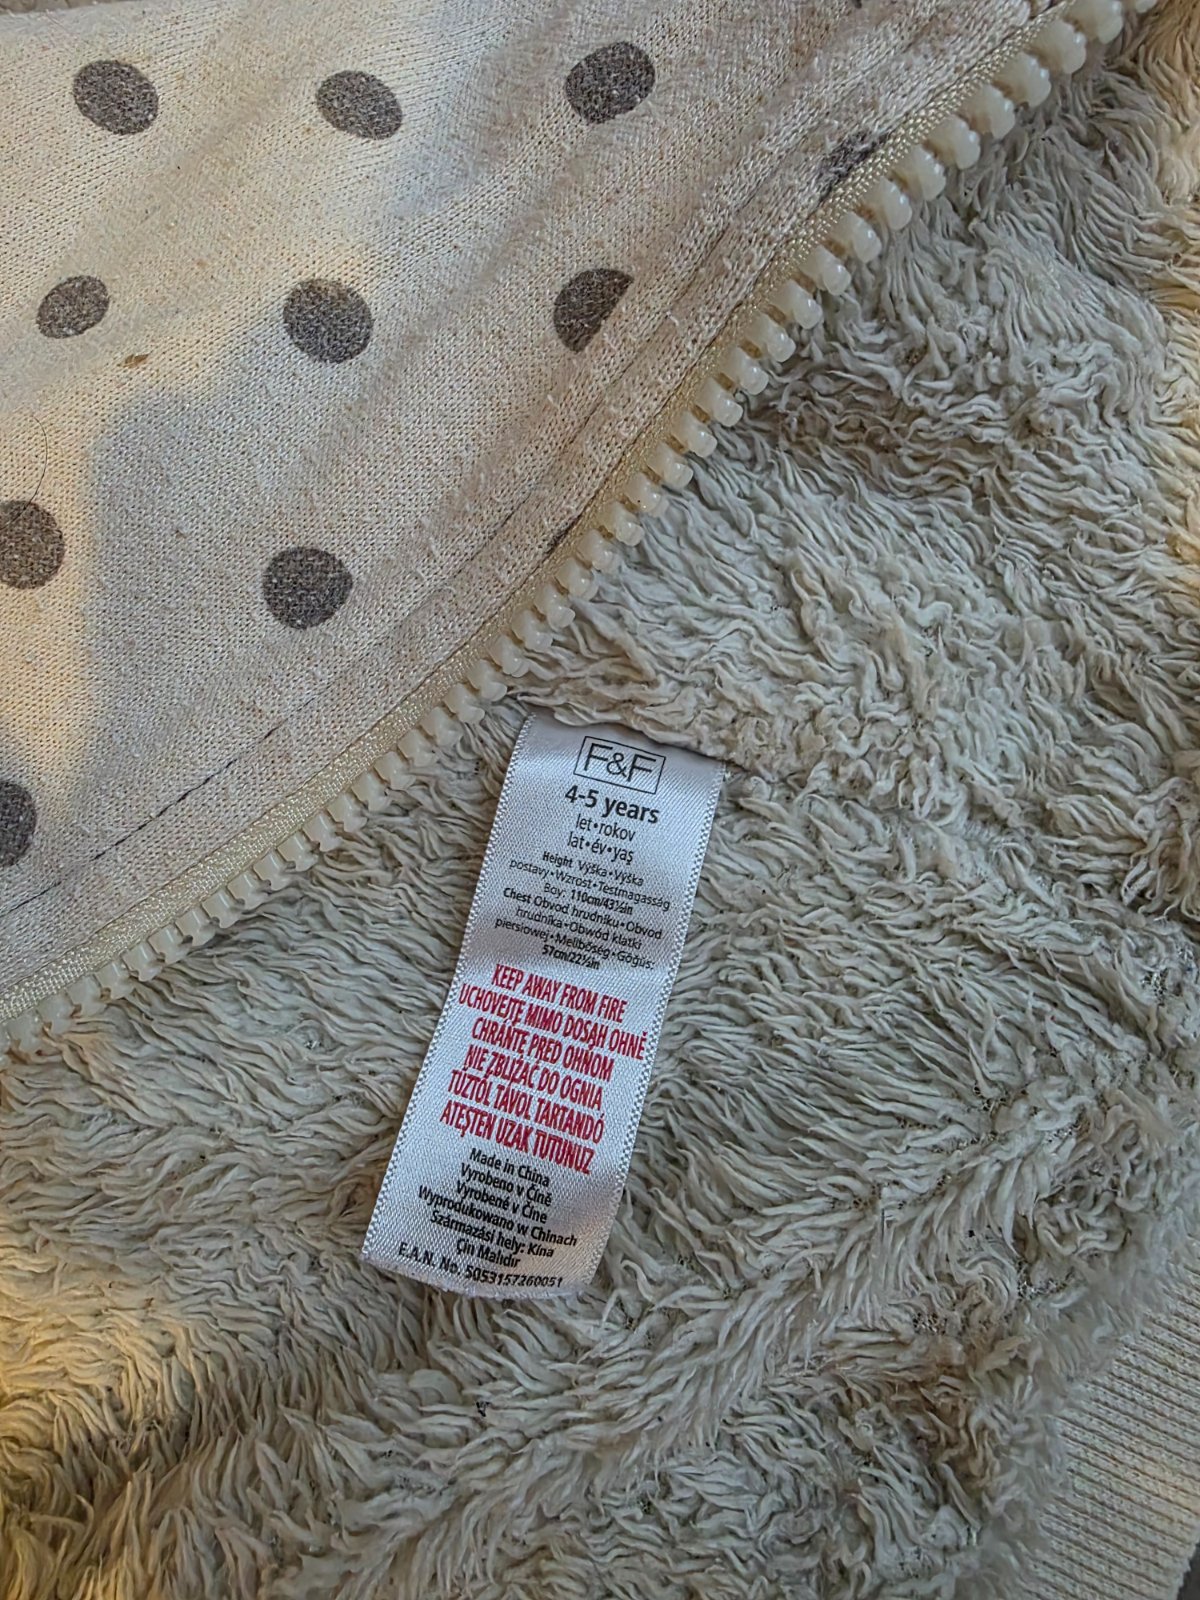 F&F
4-5 years
let•rokov
lat•év•yaş
Height Výška•Výška
postavy•Wzrost•Testmagasság
Boy: 110cm/43½in
Chest Obvod hrudníku•Obvod
hrudníka•Obwód klatki
piersiowej•Mellbőség•Göğüs:
57cm/22½in
KEEP AWAY FROM FIRE
UCHOVEJTE MIMO DOSAH OHNĚ
CHRÁŇTE PRED OHŇOM
NIE ZBLIŻAĆ DO OGNIA
TŰZTŐL TÁVOL TARTANDÓ
ATEŞTEN UZAK TUTUNUZ
Made in China
Vyrobeno v Číně
Vyrobené v Číne
Wyprodukowano w Chinach
Származási hely: Kína
Çin Malıdır
E.A.N. No. 5053157260051